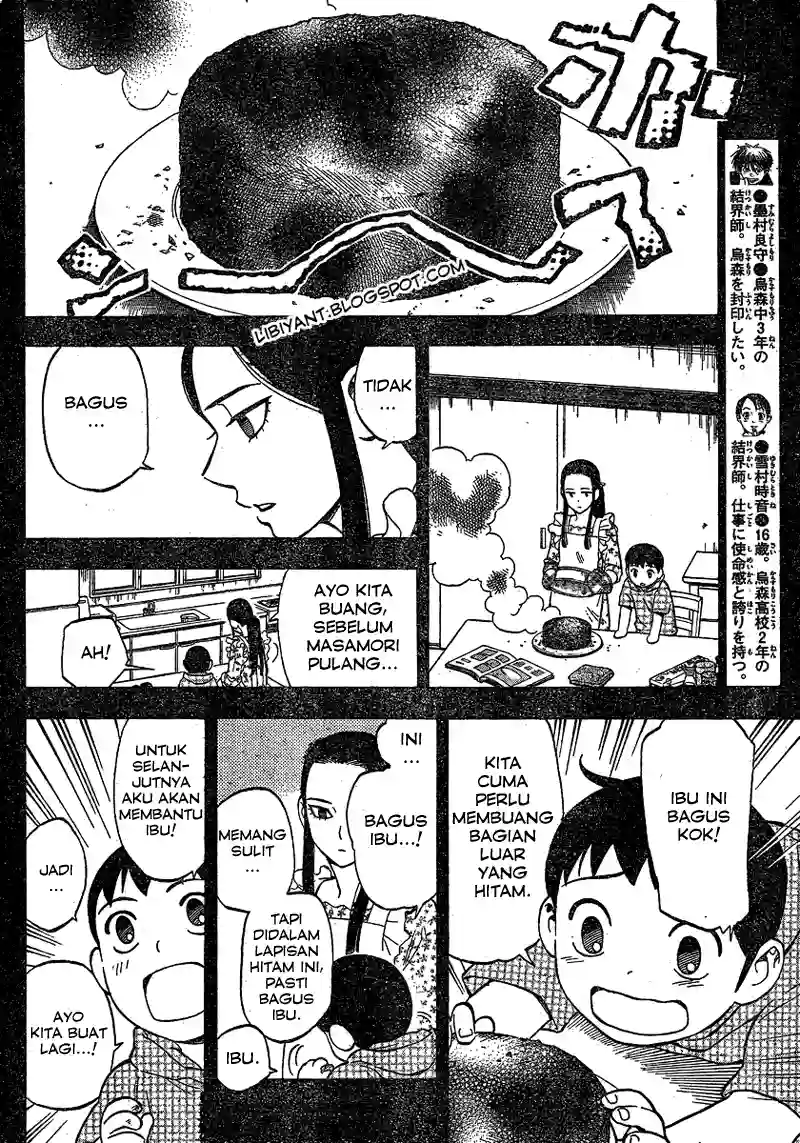 LIBIYANT.BLOGSPOT.COM
墨村良守 烏森中3年の
結界師。烏森を封印したい。
雪村時音 16歳。烏森高校2年の
結界師。仕事に使命感と誇りを持つ。
TIDAK
...
BAGUS
...
AYO KITA
BUANG,
SEBELUM
MASAMORI
PULANG...
AH!
IBU INI
BAGUS
KOK!
KITA
CUMA
PERLU
MEMBUANG
BAGIAN
LUAR
YANG
HITAM.
INI
...
BAGUS
IBU...!
MEMANG
SULIT
...
TAPI
DIDALAM
LAPISAN
HITAM INI,
PASTI
BAGUS
IBU.
IBU.
UNTUK
SELAN-
JUTNYA
AKU AKAN
MEMBANTU
IBU!
JADI
...
AYO
KITA BUAT
LAGI...!